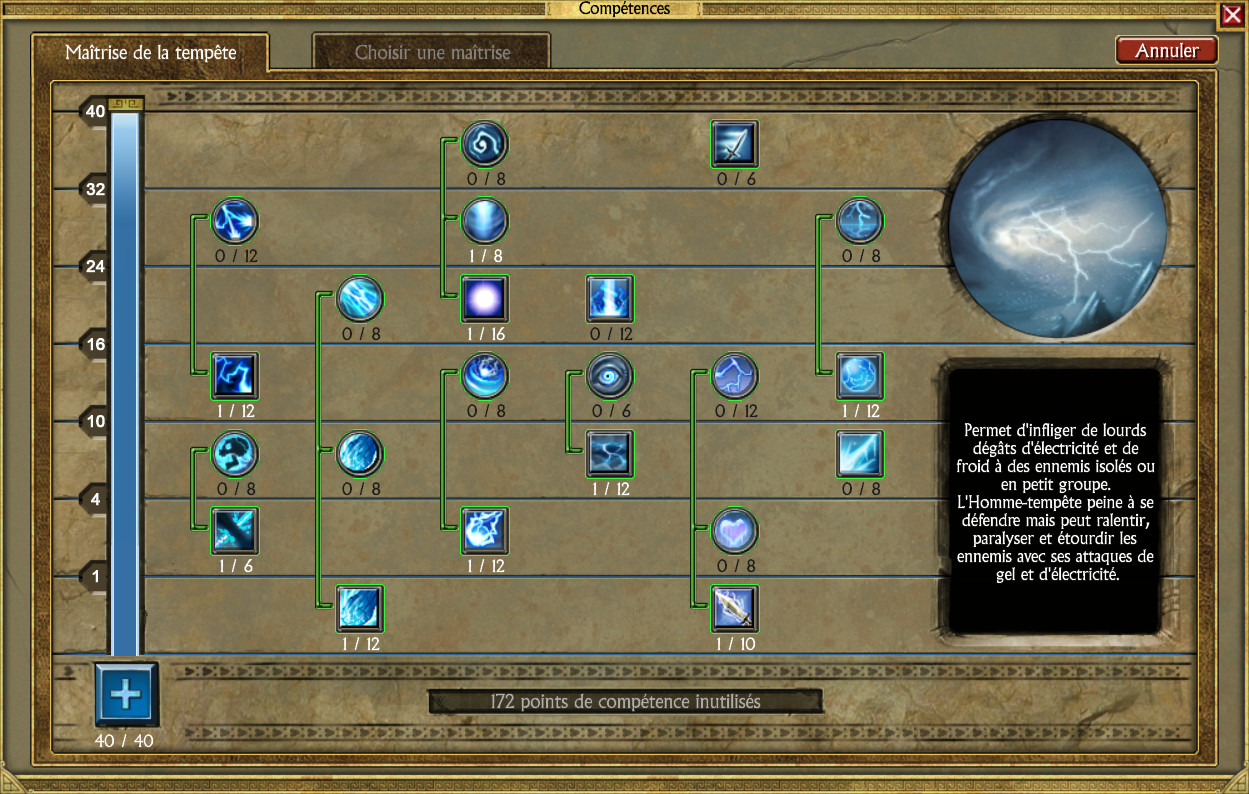 Compétences
Maîtrise de la tempête
Choisir une maîtrise
Annuler
40
0 / 8
0 / 6
32
0 / 12
1 / 8
0 / 8
24
0 / 8
1 / 16
0 / 12
16
1 / 12
0 / 8
0 / 6
0 / 12
1 / 12
10
0 / 8
0 / 8
1 / 12
0 / 8
4
1 / 6
1 / 12
0 / 8
1
1 / 12
1 / 10
Permet d'infliger de lourds
dégâts d'électricité et de
froid à des ennemis isolés ou
en petit groupe.
L'Homme-tempête peine à se
défendre mais peut ralentir,
paralyser et étourdir les
ennemis avec ses attaques de
gel et d'électricité.
172 points de compétence inutilisés
40 / 40